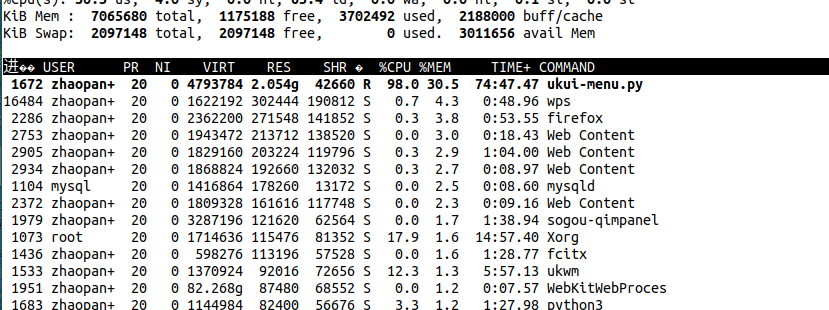 KiB Mem :  7065680 total,  1175188 free,  3702492 used,  2188000 buff/cache
KiB Swap:  2097148 total,  2097148 free,        0 used.  3011656 avail Mem
进�� USER      PR  NI    VIRT    RES    SHR �  %CPU %MEM     TIME+ COMMAND
1672 zhaopan+  20   0 4793784 2.054g  42660 R  98.0 30.5  74:47.47 ukui-menu.py
16484 zhaopan+  20   0 1622192 302444 190812 S   0.7  4.3   0:48.96 wps
2286 zhaopan+  20   0 2362200 271548 141852 S   0.3  3.8   0:53.55 firefox
2753 zhaopan+  20   0 1943472 213712 138520 S   0.0  3.0   0:18.43 Web Content
2905 zhaopan+  20   0 1829160 203224 119796 S   0.3  2.9   1:04.00 Web Content
2934 zhaopan+  20   0 1868824 192660 132032 S   0.3  2.7   0:08.97 Web Content
1104 mysql     20   0 1416864 178260  13172 S   0.0  2.5   0:08.60 mysqld
2372 zhaopan+  20   0 1809328 161616 117748 S   0.0  2.3   0:09.16 Web Content
1979 zhaopan+  20   0 3287196 121620  62564 S   0.0  1.7   1:38.94 sogou-qimpanel
1073 root      20   0 1714636 115476  81352 S  17.9  1.6  14:57.40 Xorg
1436 zhaopan+  20   0  598276 113196  57528 S   0.0  1.6   1:28.77 fcitx
1533 zhaopan+  20   0 1370924  92016  72656 S  12.3  1.3   5:57.13 ukwm
1951 zhaopan+  20   0 82.268g  87480  68552 S   0.0  1.2   0:07.57 WebKitWebProces
1683 zhaopan+  20   0 1144984  82400  56676 S   3.3  1.2   1:27.98 python3